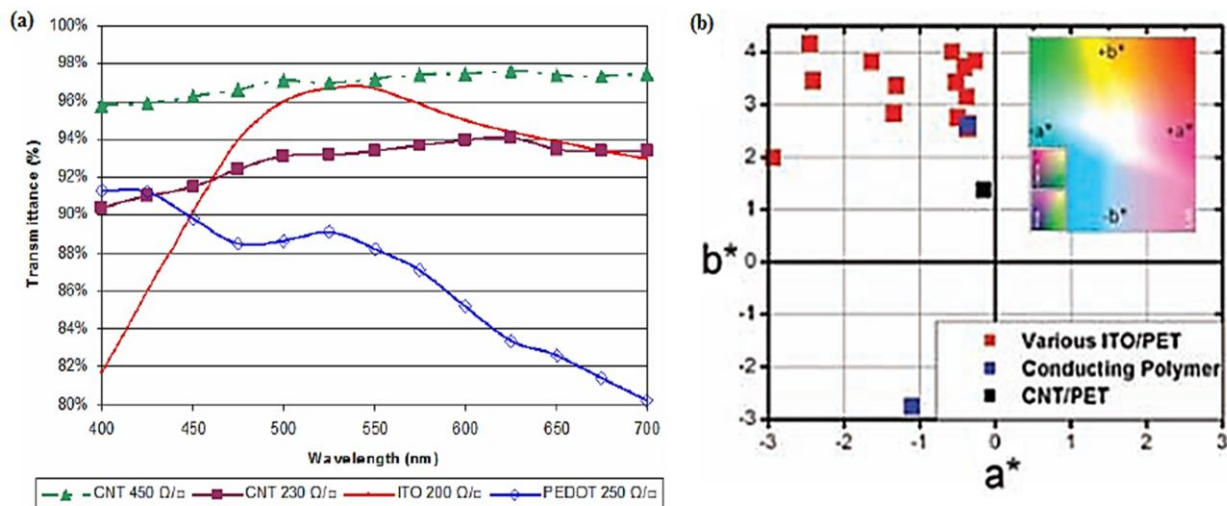 (a)
100%
98%
96%
94%
92%
90%
88%
86%
84%
82%
80%
Transmittance (%)
400 450 500 550 600 650 700
Wavelength (nm)
CNT 450 Ω/□ CNT 230 Ω/□ ITO 200 Ω/□ PEDOT 250 Ω/□
(b)
4
3
2
1
0
-1
-2
-3
b*
-3 -2 -1 0 1 2 3
a*
+b*
-a* +a*
-b*
Various ITO/PET
Conducting Polymer
CNT/PET